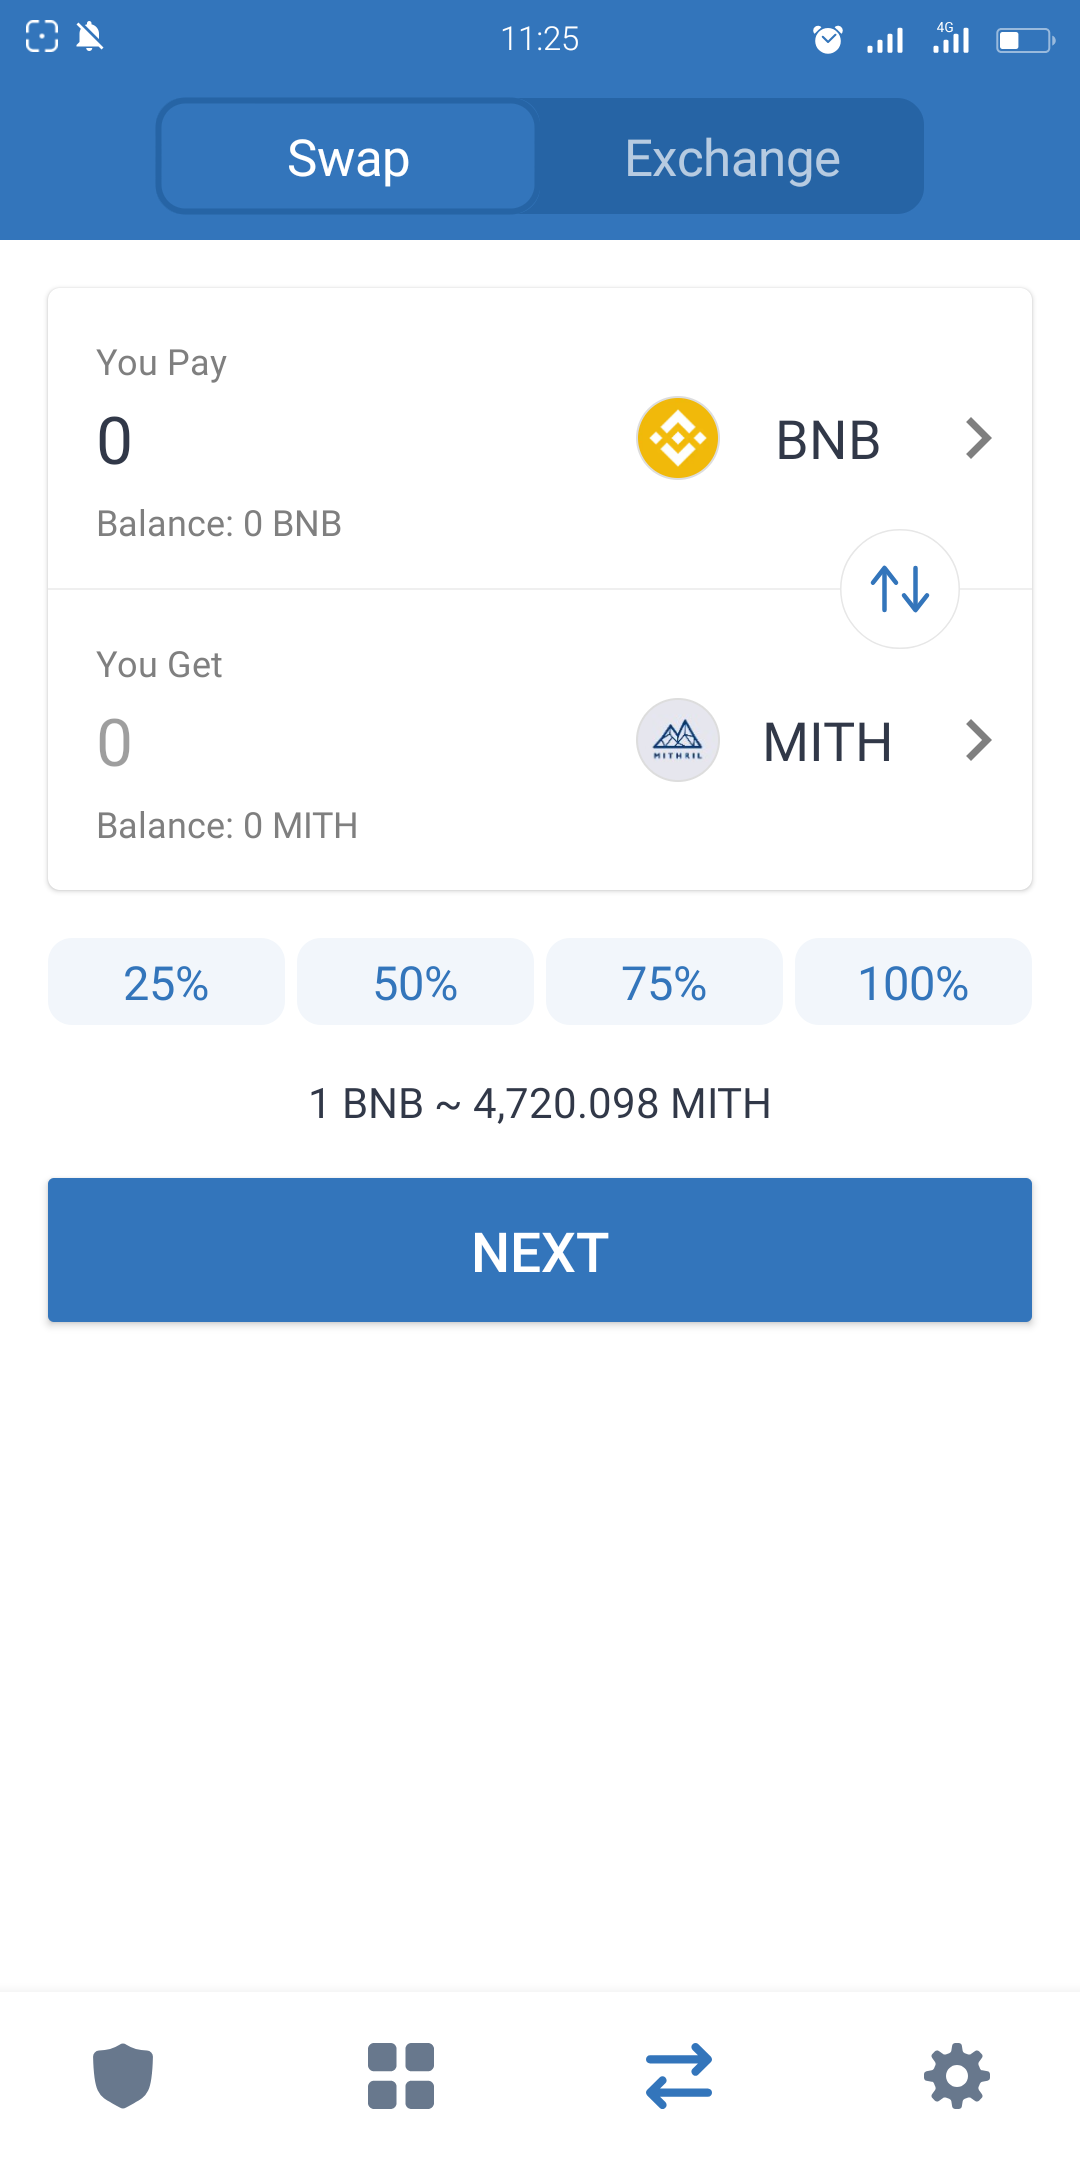 11:25
4G
Swap
Exchange
You Pay
0
BNB
Balance: 0 BNB
You Get
0
MITHRIL
MITH
Balance: 0 MITH
25%
50%
75%
100%
1 BNB ~ 4,720.098 MITH
NEXT